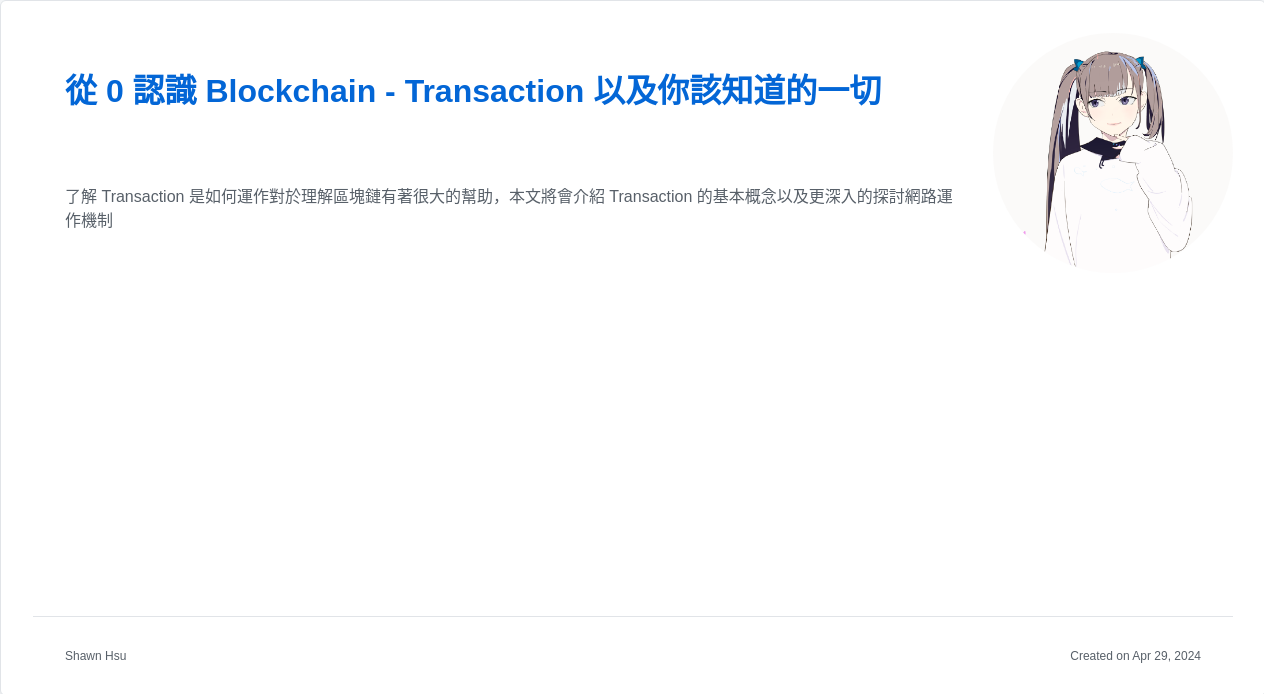 從 0 認識 Blockchain - Transaction 以及你該知道的一切
了解 Transaction 是如何運作對於理解區塊鏈有著很大的幫助，本文將會介紹 Transaction 的基本概念以及更深入的探討網路運
作機制
Shawn Hsu
Created on Apr 29, 2024